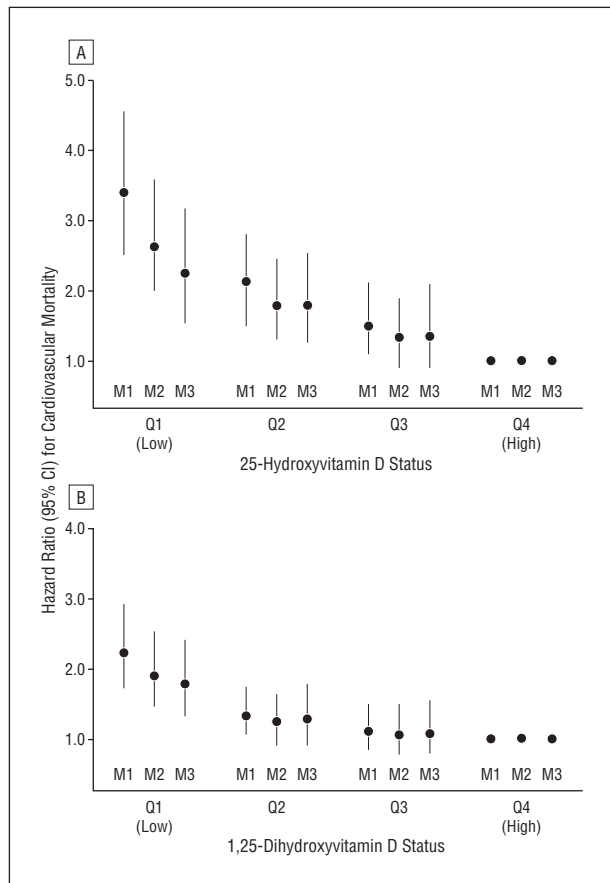 A
5.0
4.0
3.0
2.0
1.0
M1 M2 M3 M1 M2 M3 M1 M2 M3 M1 M2 M3
Q1 Q2 Q3 Q4
(Low) (High)
25-Hydroxyvitamin D Status
Hazard Ratio (95% CI) for Cardiovascular Mortality
B
4.0
3.0
2.0
1.0
M1 M2 M3 M1 M2 M3 M1 M2 M3 M1 M2 M3
Q1 Q2 Q3 Q4
(Low) (High)
1,25-Dihydroxyvitamin D Status